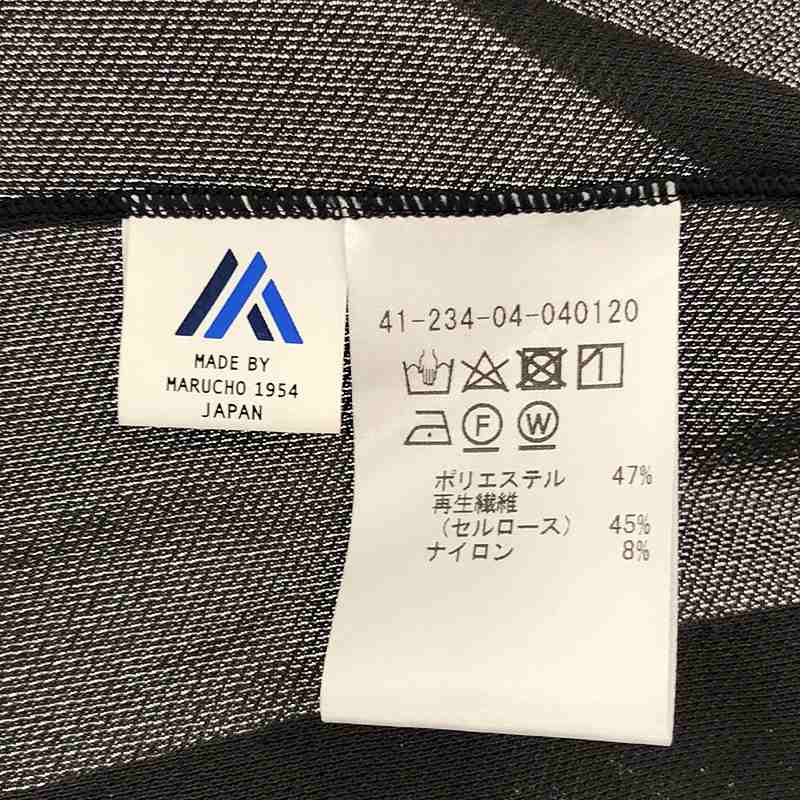 MADE BY
MARUCHO 1954
JAPAN
41-234-04-040120
F W
ポリエステル 47%
再生繊維
(セルロース) 45%
ナイロン 8%